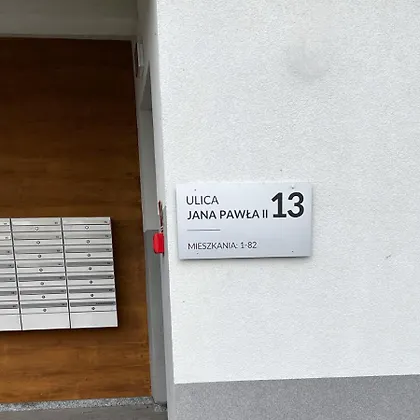 ULICA
JANA PAWŁA II 13
MIESZKANIA: 1-82